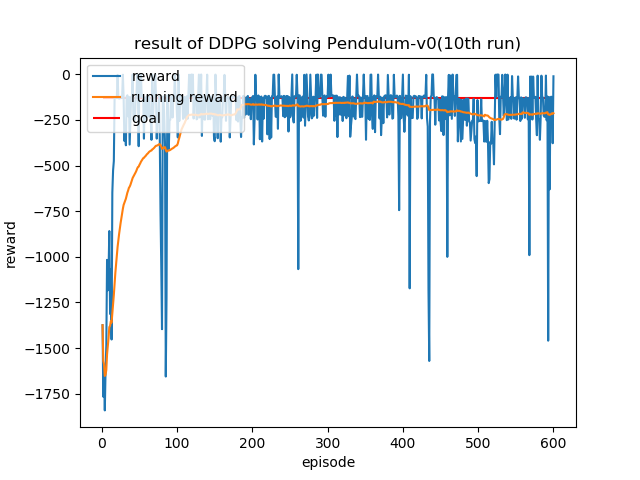 result of DDPG solving Pendulum-v0(10th run)
reward
running reward
goal
0
−250
−500
−750
−1000
−1250
−1500
−1750
reward
0 100 200 300 400 500 600
episode